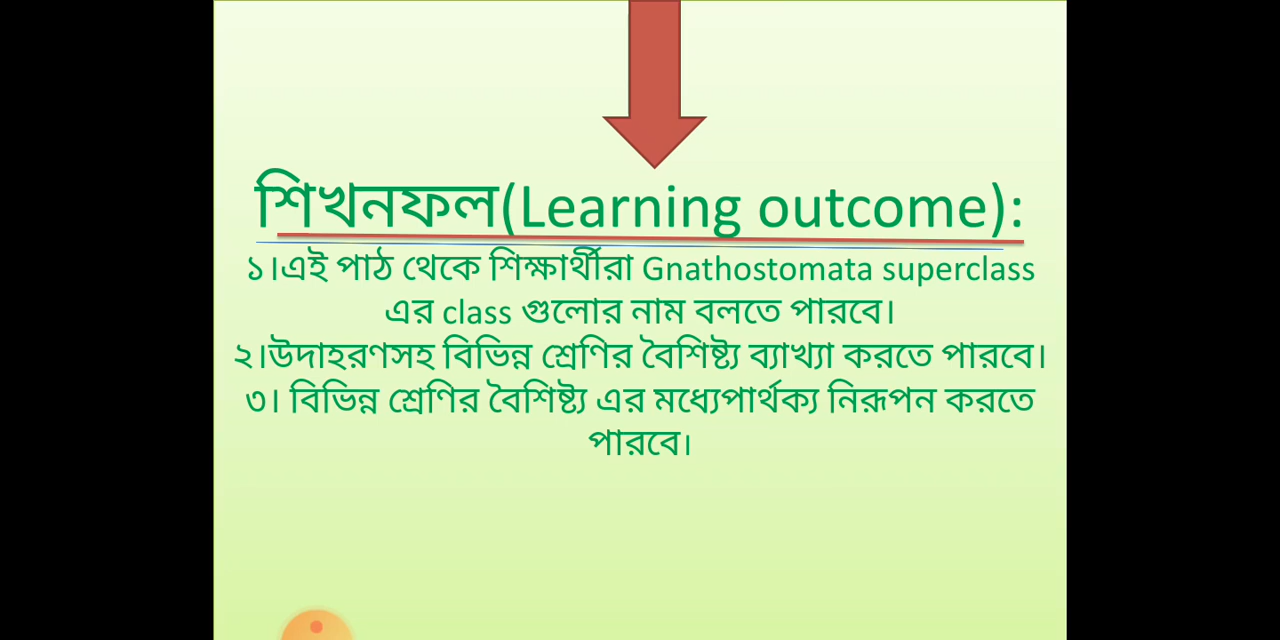 শিখনফল(Learning outcome):
১।এই পাঠ থেকে শিক্ষার্থীরা Gnathostomata superclass
এর class গুলোর নাম বলতে পারবে।
২।উদাহরণসহ বিভিন্ন শ্রেণির বৈশিষ্ট্য ব্যাখ্যা করতে পারবে।
৩। বিভিন্ন শ্রেণির বৈশিষ্ট্য এর মধ্যেপার্থক্য নিরূপন করতে
পারবে।